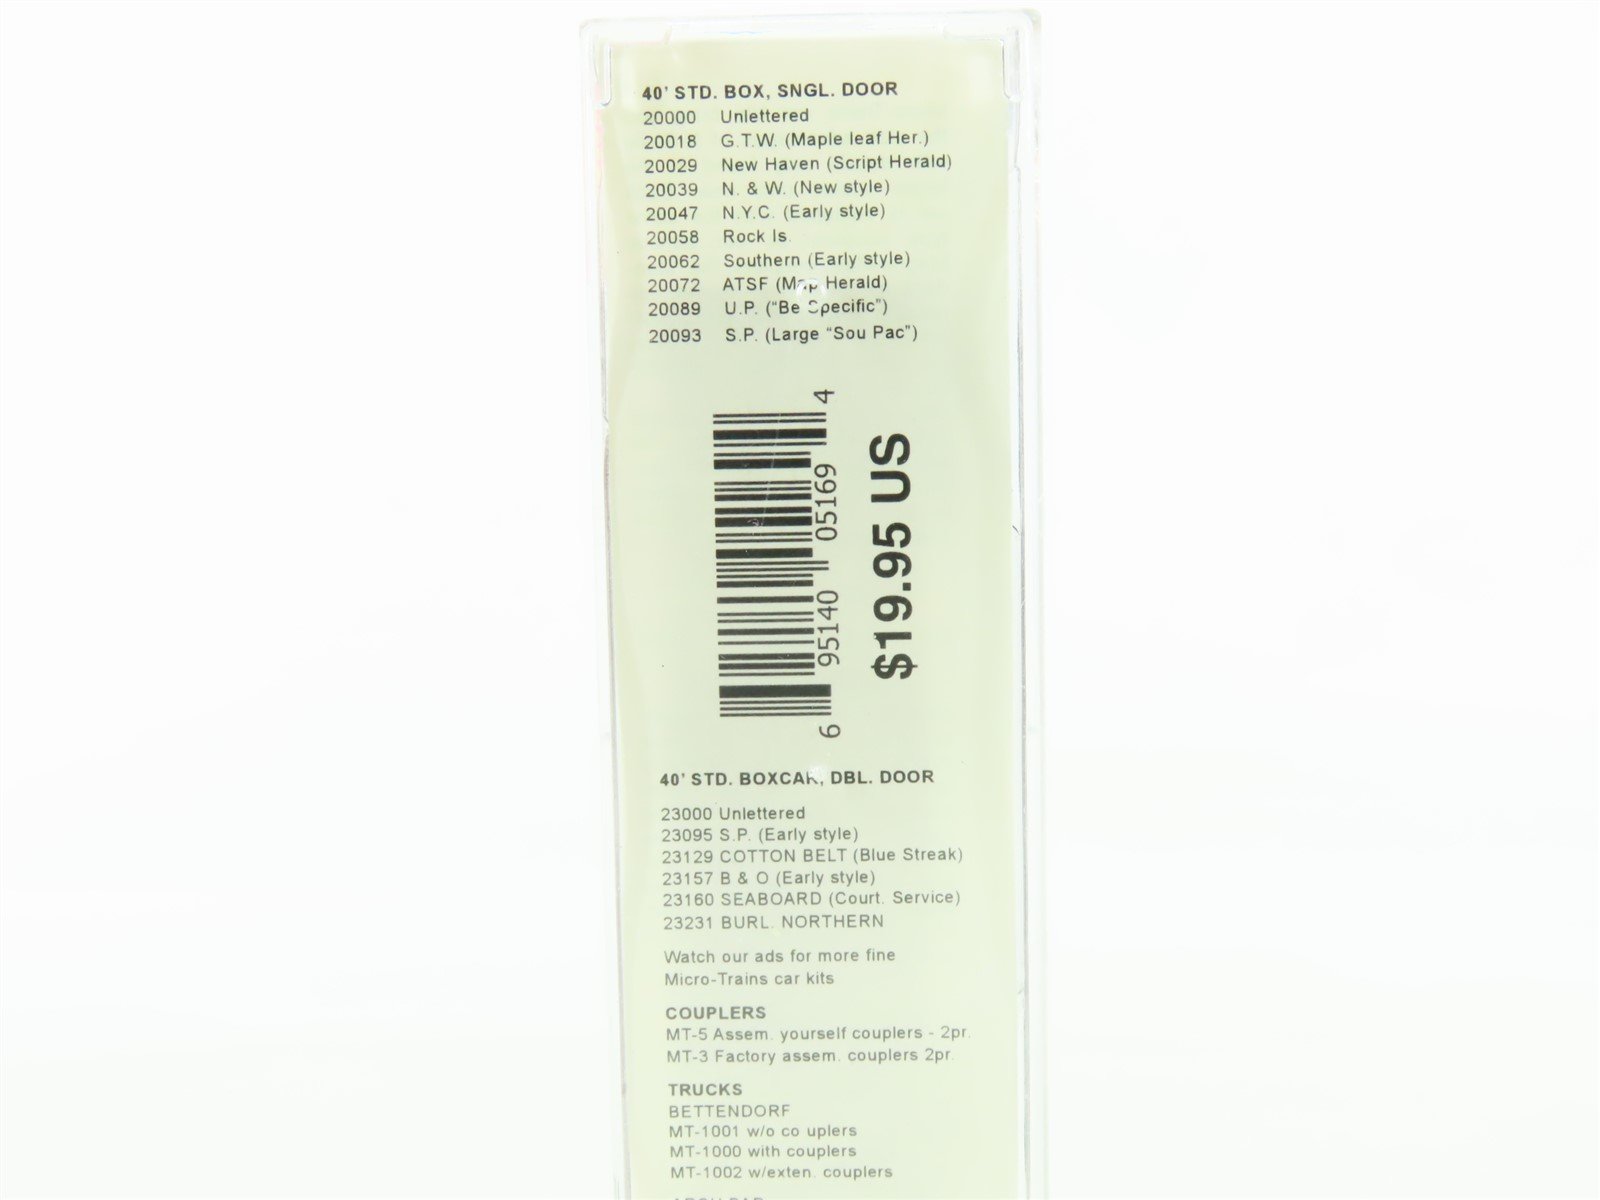 40' STD. BOX, SNGL. DOOR
20000 Unlettered
20018 G.T.W. (Maple leaf Her.)
20029 New Haven (Script Herald)
20039 N. & W. (New style)
20047 N.Y.C. (Early style)
20058 Rock Is.
20062 Southern (Early style)
20072 ATSF (Map Herald)
20089 U.P. ("Be Specific")
20093 S.P. (Large "Sou Pac")
6 95140 05169 4
$19.95 US
40' STD. BOXCAR, DBL. DOOR
23000 Unlettered
23095 S.P. (Early style)
23129 COTTON BELT (Blue Streak)
23157 B & O (Early style)
23160 SEABOARD (Court. Service)
23231 BURL. NORTHERN
Watch our ads for more fine
Micro-Trains car kits
COUPLERS
MT-5 Assem. yourself couplers - 2pr.
MT-3 Factory assem. couplers 2pr.
TRUCKS
BETTENDORF
MT-1001 w/o co uplers
MT-1000 with couplers
MT-1002 w/exten. couplers